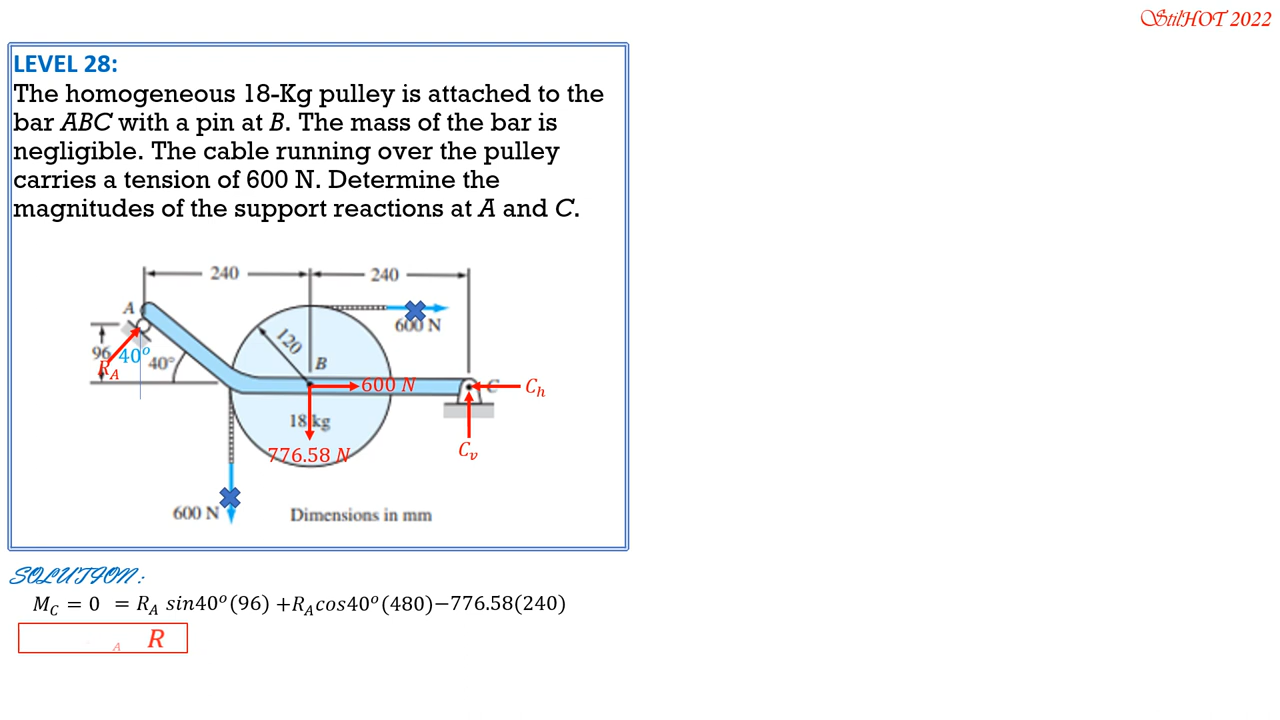 StilHOT 2022
LEVEL 28:
The homogeneous 18-Kg pulley is attached to the
bar ABC with a pin at B. The mass of the bar is
negligible. The cable running over the pulley
carries a tension of 600 N. Determine the
magnitudes of the support reactions at A and C.
240
240
A
600 N
120
96
40°
40°
B
R_A
600 N
C
C_h
18 kg
776.58 N
C_v
600 N
Dimensions in mm
SOLUTION:
M_C = 0 = R_A sin40°(96) +R_A cos40°(480)−776.58(240)
A R